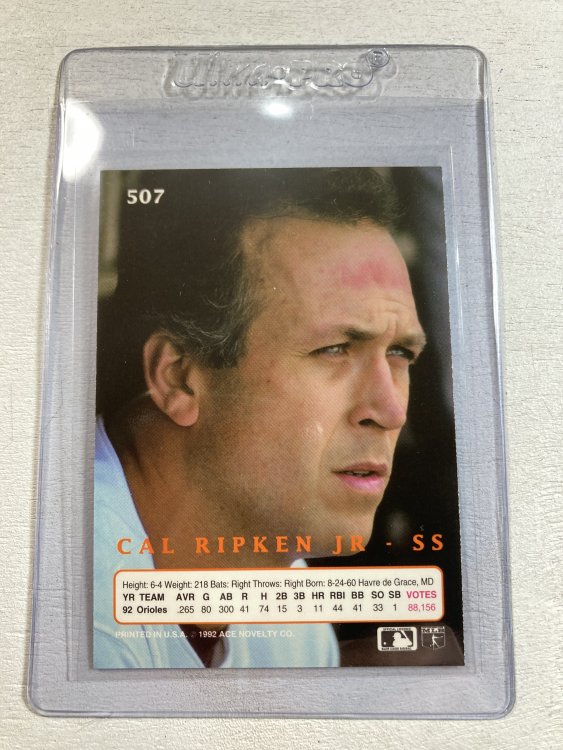 ULTRA•PRO®
507
CAL RIPKEN JR - SS
Height: 6-4 Weight: 218 Bats: Right Throws: Right Born: 8-24-60 Havre de Grace, MD
YR TEAM AVR G AB R H 2B 3B HR RBI BB SO SB VOTES
92 Orioles .265 80 300 41 74 15 3 11 44 41 33 1 88,156
PRINTED IN U.S.A. © 1992 ACE NOVELTY CO.